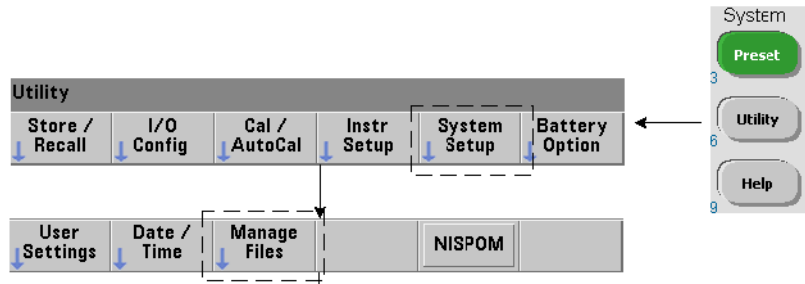 System
Preset
3
Utility
Store / Recall
I/O Config
Cal / AutoCal
Instr Setup
System Setup
Battery Option
Utility
6
Help
9
User Settings
Date / Time
Manage Files
NISPOM